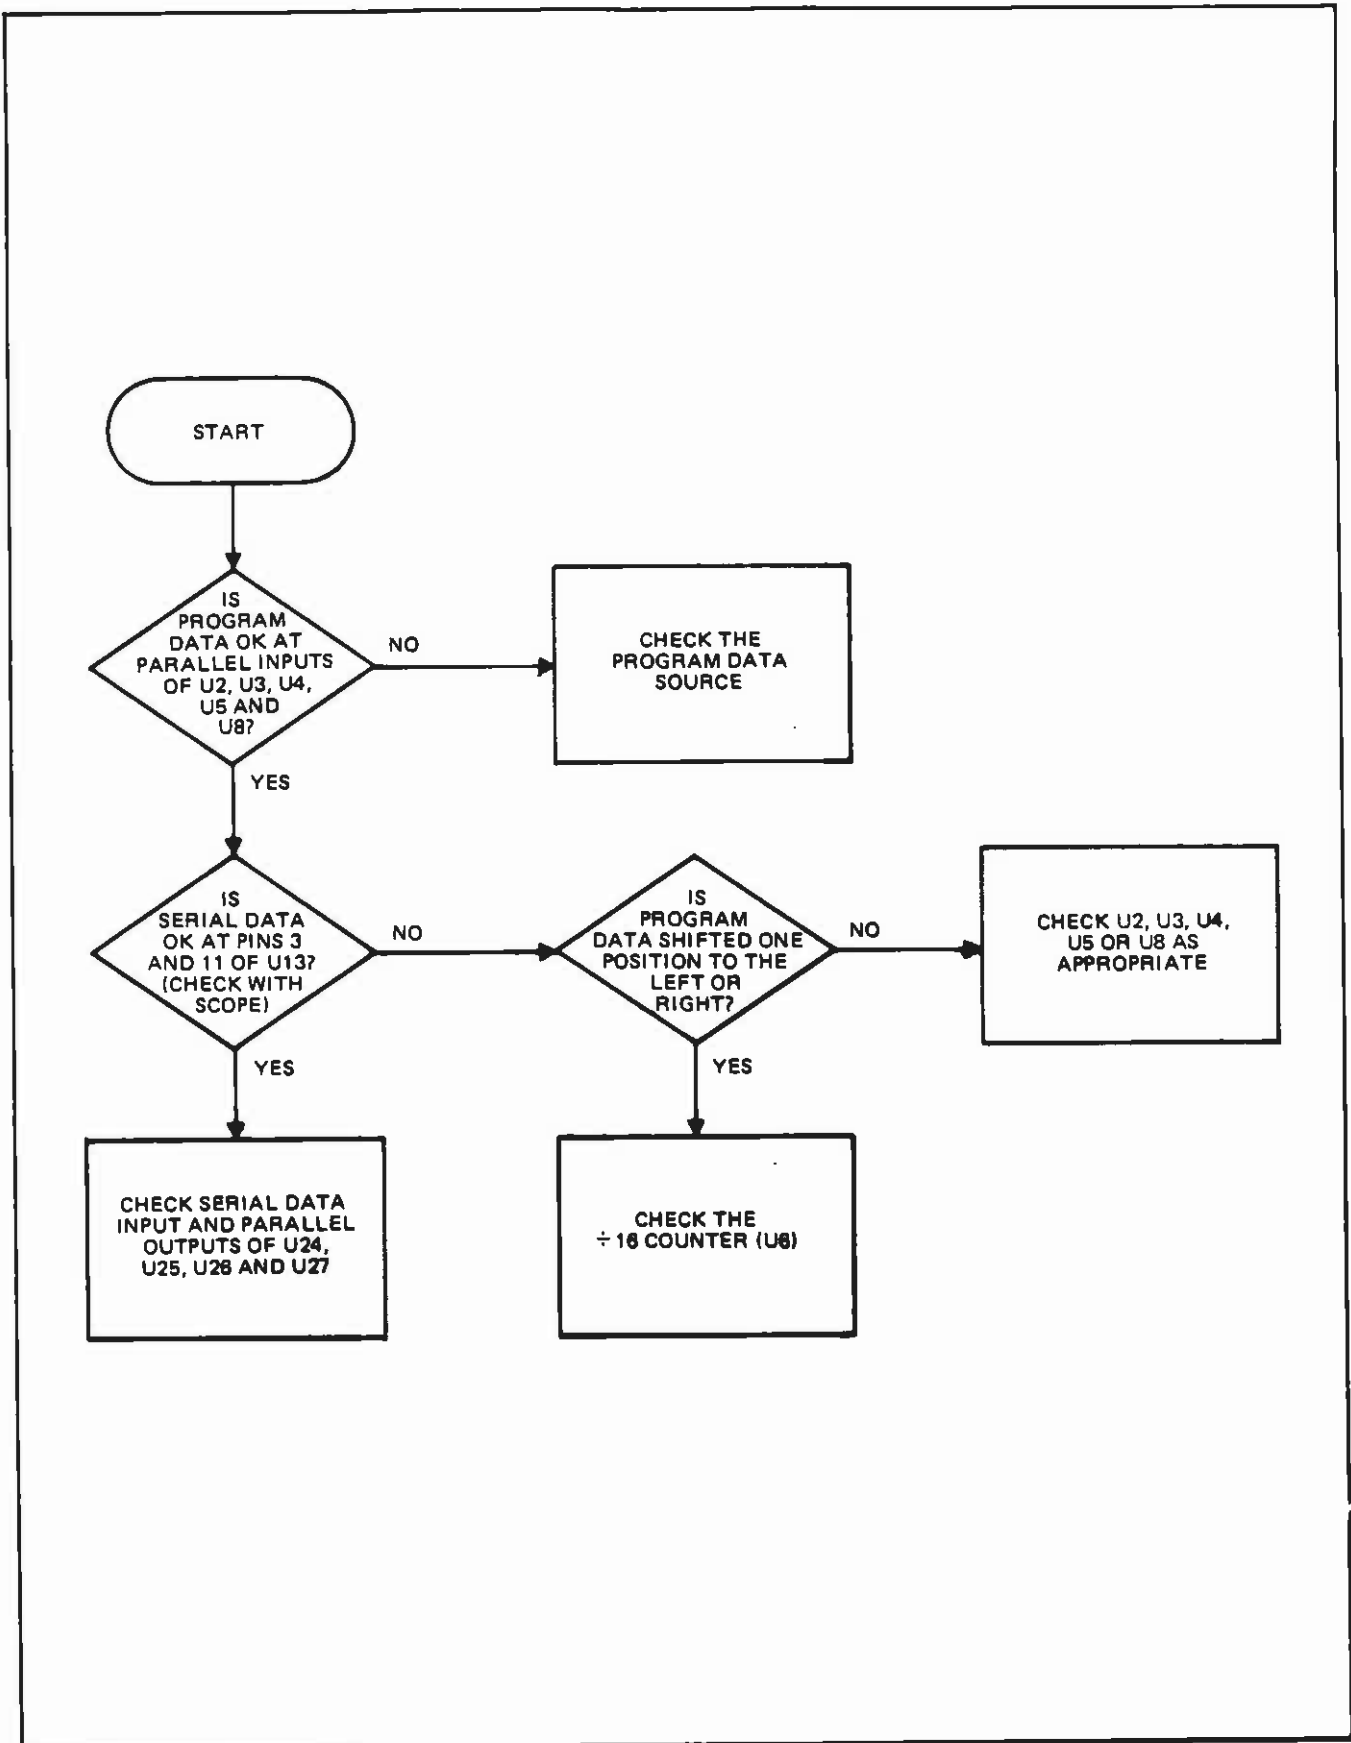 START
IS
PROGRAM
DATA OK AT
PARALLEL INPUTS
OF U2, U3, U4,
U5 AND
U8?
NO
CHECK THE
PROGRAM DATA
SOURCE
YES
IS
SERIAL DATA
OK AT PINS 3
AND 11 OF U13?
(CHECK WITH
SCOPE)
NO
IS
PROGRAM
DATA SHIFTED ONE
POSITION TO THE
LEFT OR
RIGHT?
NO
CHECK U2, U3, U4,
U5 OR U8 AS
APPROPRIATE
YES
YES
CHECK SERIAL DATA
INPUT AND PARALLEL
OUTPUTS OF U24,
U25, U26 AND U27
CHECK THE
÷ 16 COUNTER (U6)